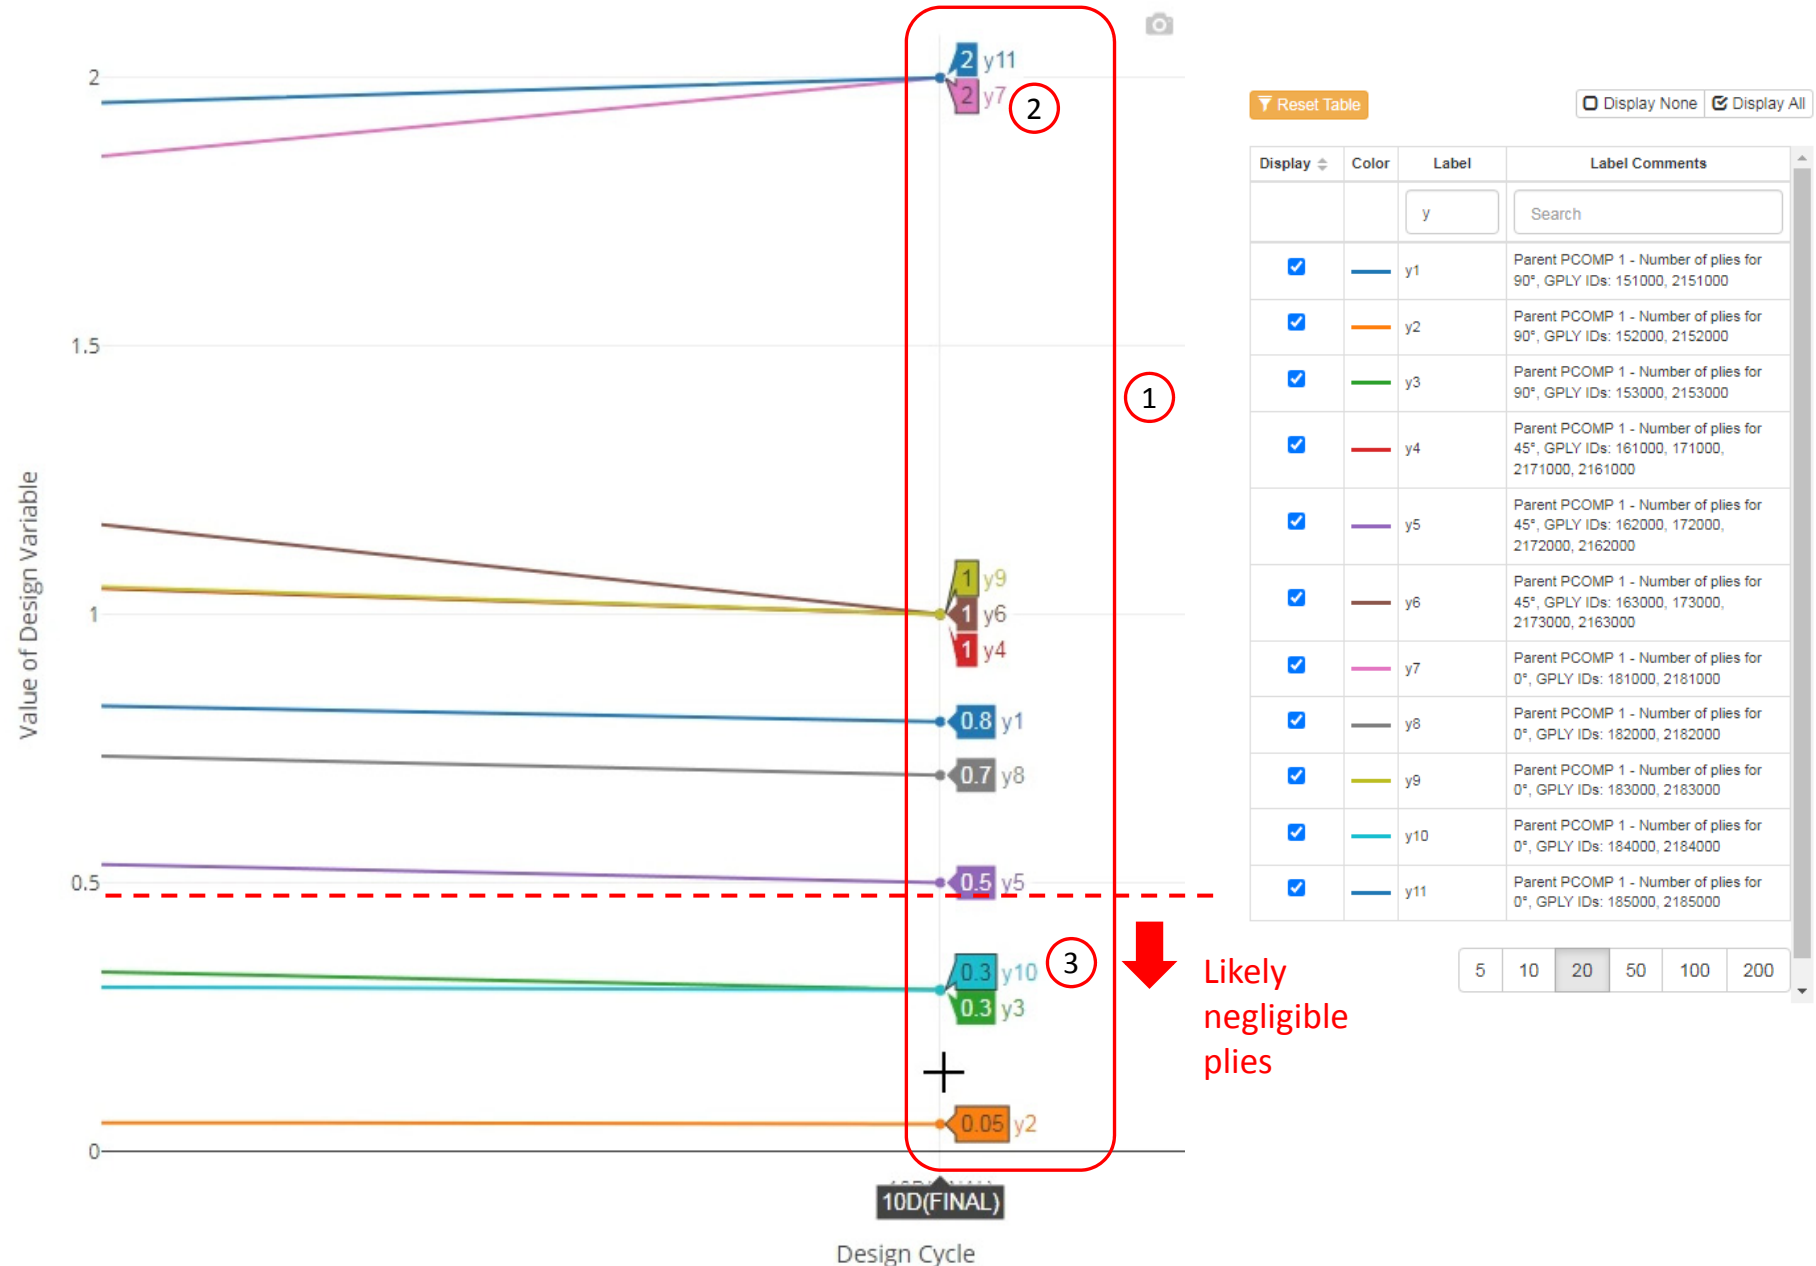 2
1.5
1
0.5
0
Value of Design Variable
2 y11
2 y7
2
1
1 y9
1 y6
1 y4
0.8 y1
0.7 y8
0.5 y5
0.3 y10
3
0.3 y3
0.05 y2
10D(FINAL)
Design Cycle
Likely
negligible
plies
Reset Table
Display None
Display All
Display Color Label Label Comments
y Search
y1 Parent PCOMP 1 - Number of plies for
90°, GPLY IDs: 151000, 2151000
y2 Parent PCOMP 1 - Number of plies for
90°, GPLY IDs: 152000, 2152000
y3 Parent PCOMP 1 - Number of plies for
90°, GPLY IDs: 153000, 2153000
y4 Parent PCOMP 1 - Number of plies for
45°, GPLY IDs: 161000, 171000,
2171000, 2161000
y5 Parent PCOMP 1 - Number of plies for
45°, GPLY IDs: 162000, 172000,
2172000, 2162000
y6 Parent PCOMP 1 - Number of plies for
45°, GPLY IDs: 163000, 173000,
2173000, 2163000
y7 Parent PCOMP 1 - Number of plies for
0°, GPLY IDs: 181000, 2181000
y8 Parent PCOMP 1 - Number of plies for
0°, GPLY IDs: 182000, 2182000
y9 Parent PCOMP 1 - Number of plies for
0°, GPLY IDs: 183000, 2183000
y10 Parent PCOMP 1 - Number of plies for
0°, GPLY IDs: 184000, 2184000
y11 Parent PCOMP 1 - Number of plies for
0°, GPLY IDs: 185000, 2185000
5 10 20 50 100 200